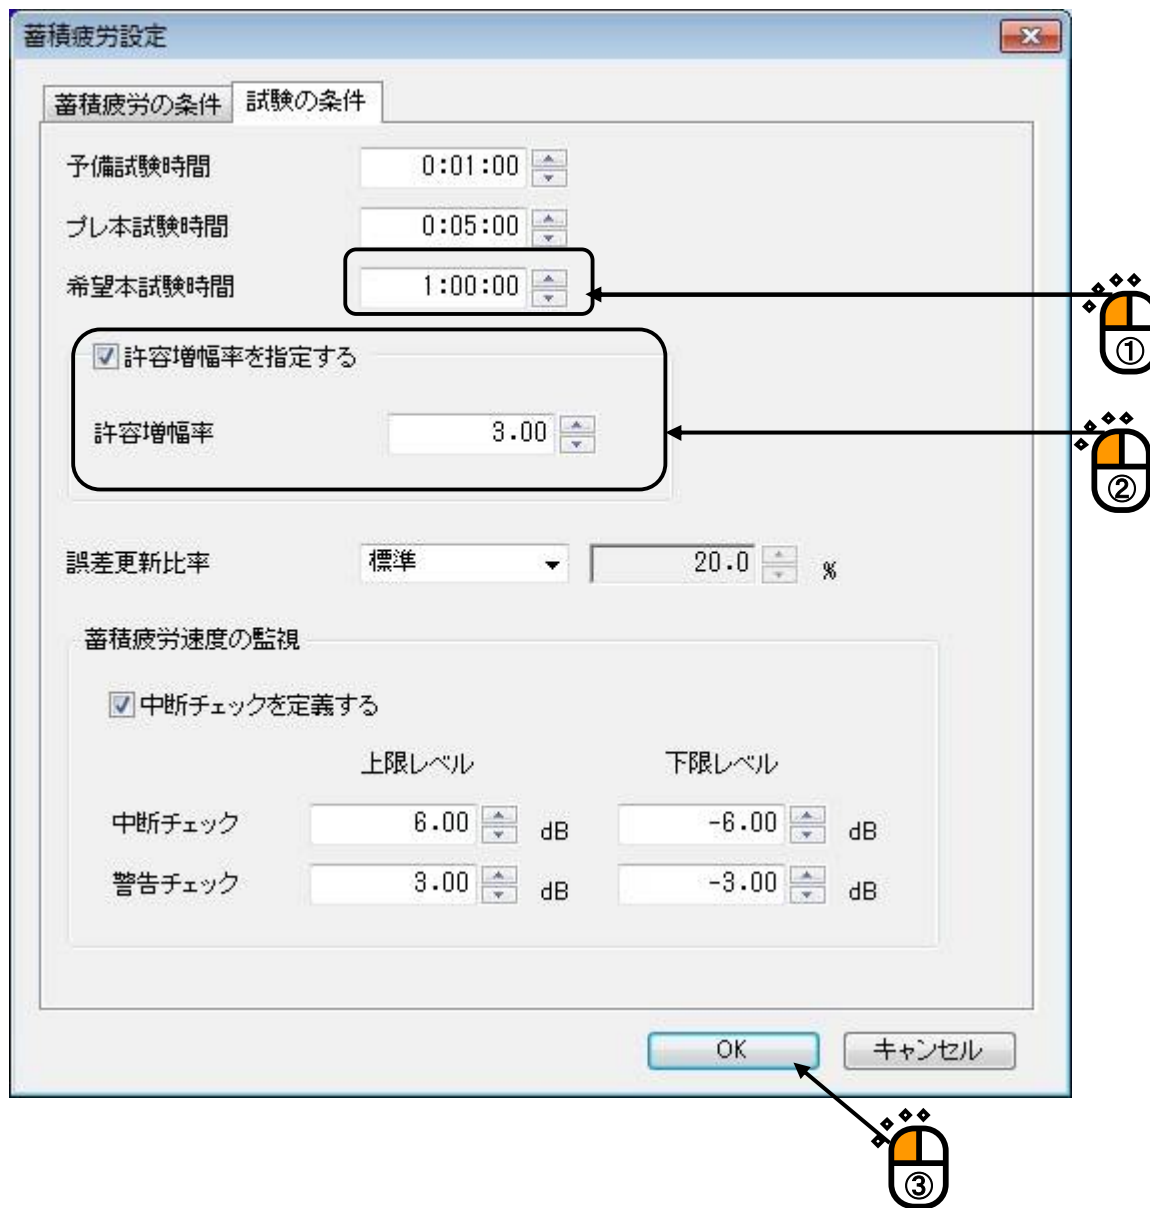 蓄積疲労設定
蓄積疲労の条件 試験の条件
予備試験時間 0:01:00
プレ本試験時間 0:05:00
希望本試験時間 1:00:00
①
許容増幅率を指定する
許容増幅率 3.00
②
誤差更新比率 標準 20.0 %
蓄積疲労速度の監視
中断チェックを定義する
上限レベル 下限レベル
中断チェック 6.00 dB -6.00 dB
警告チェック 3.00 dB -3.00 dB
OK キャンセル
③